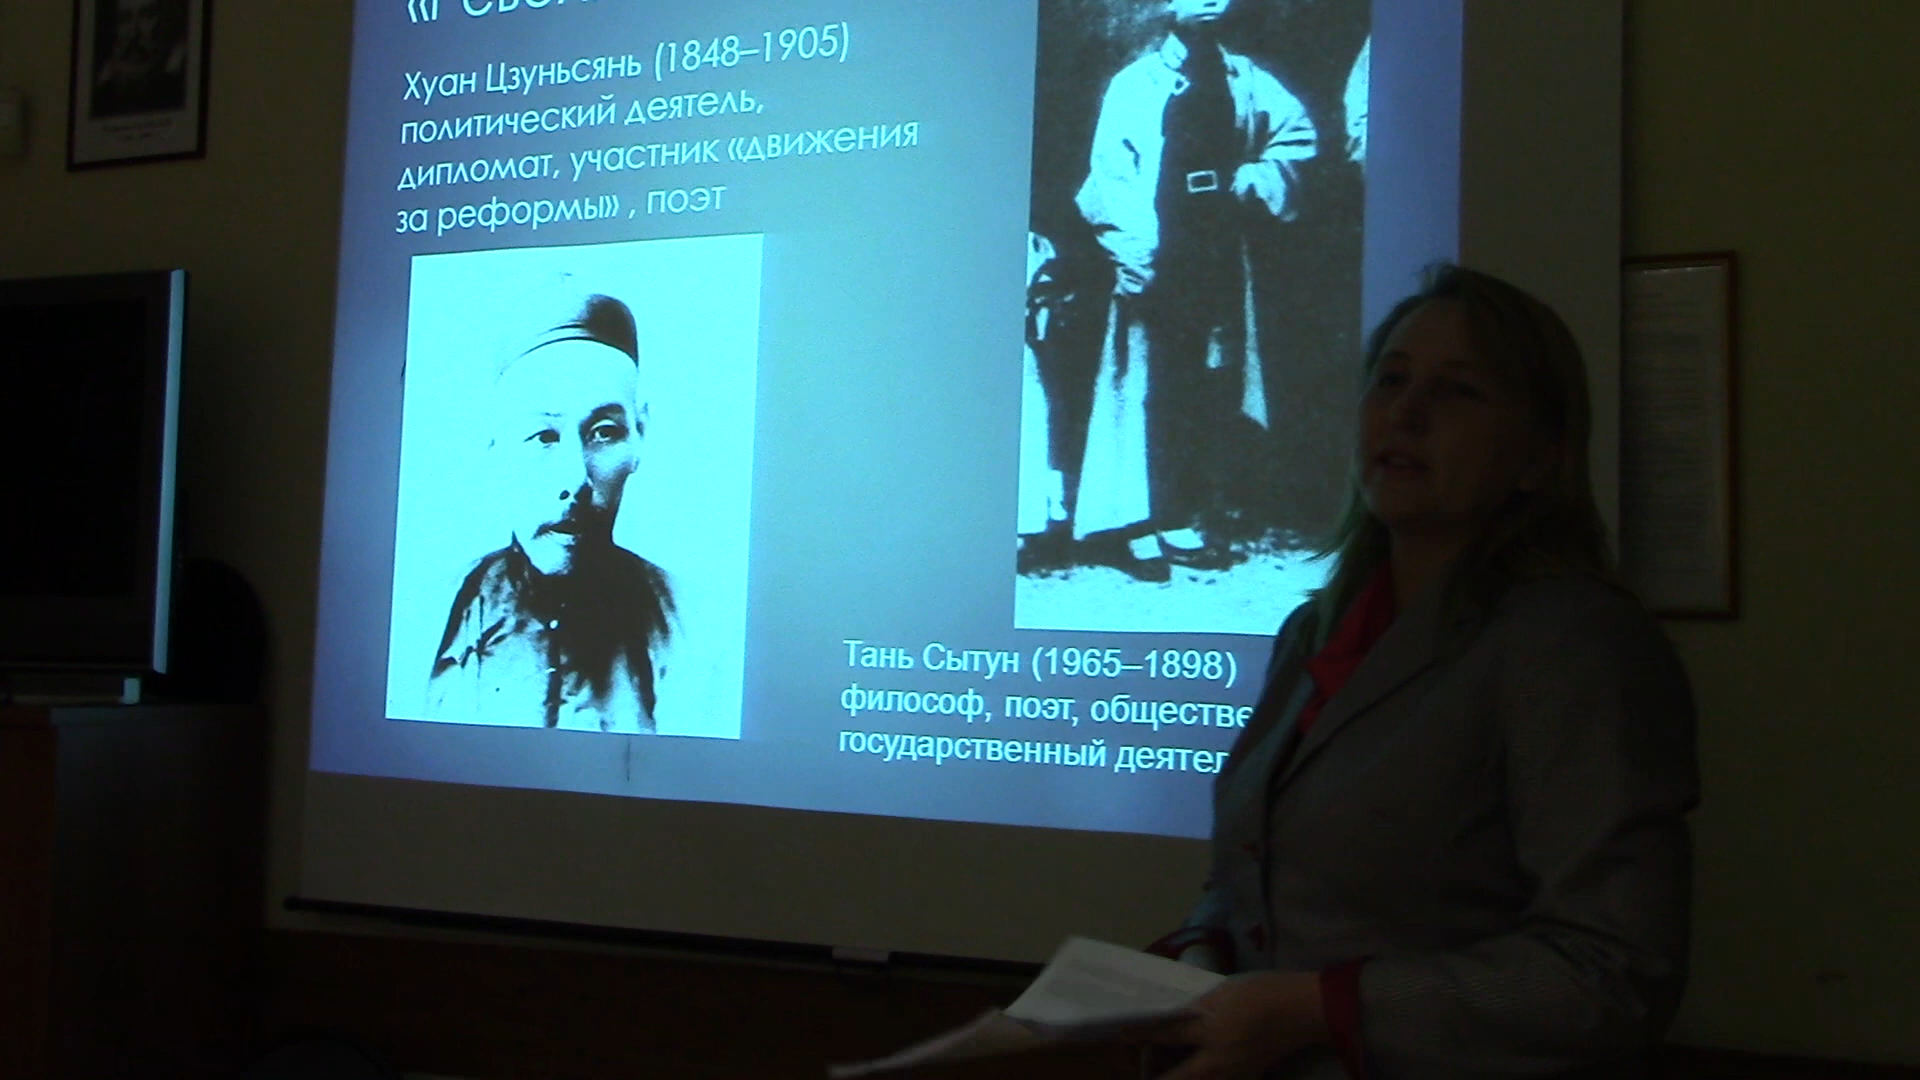 Хуан Цзуньсянь (1848–1905)
политический деятель,
дипломат, участник «движения
за реформы» , поэт
Тань Сытун (1965–1898)
философ, поэт, обществе
государственный деятел